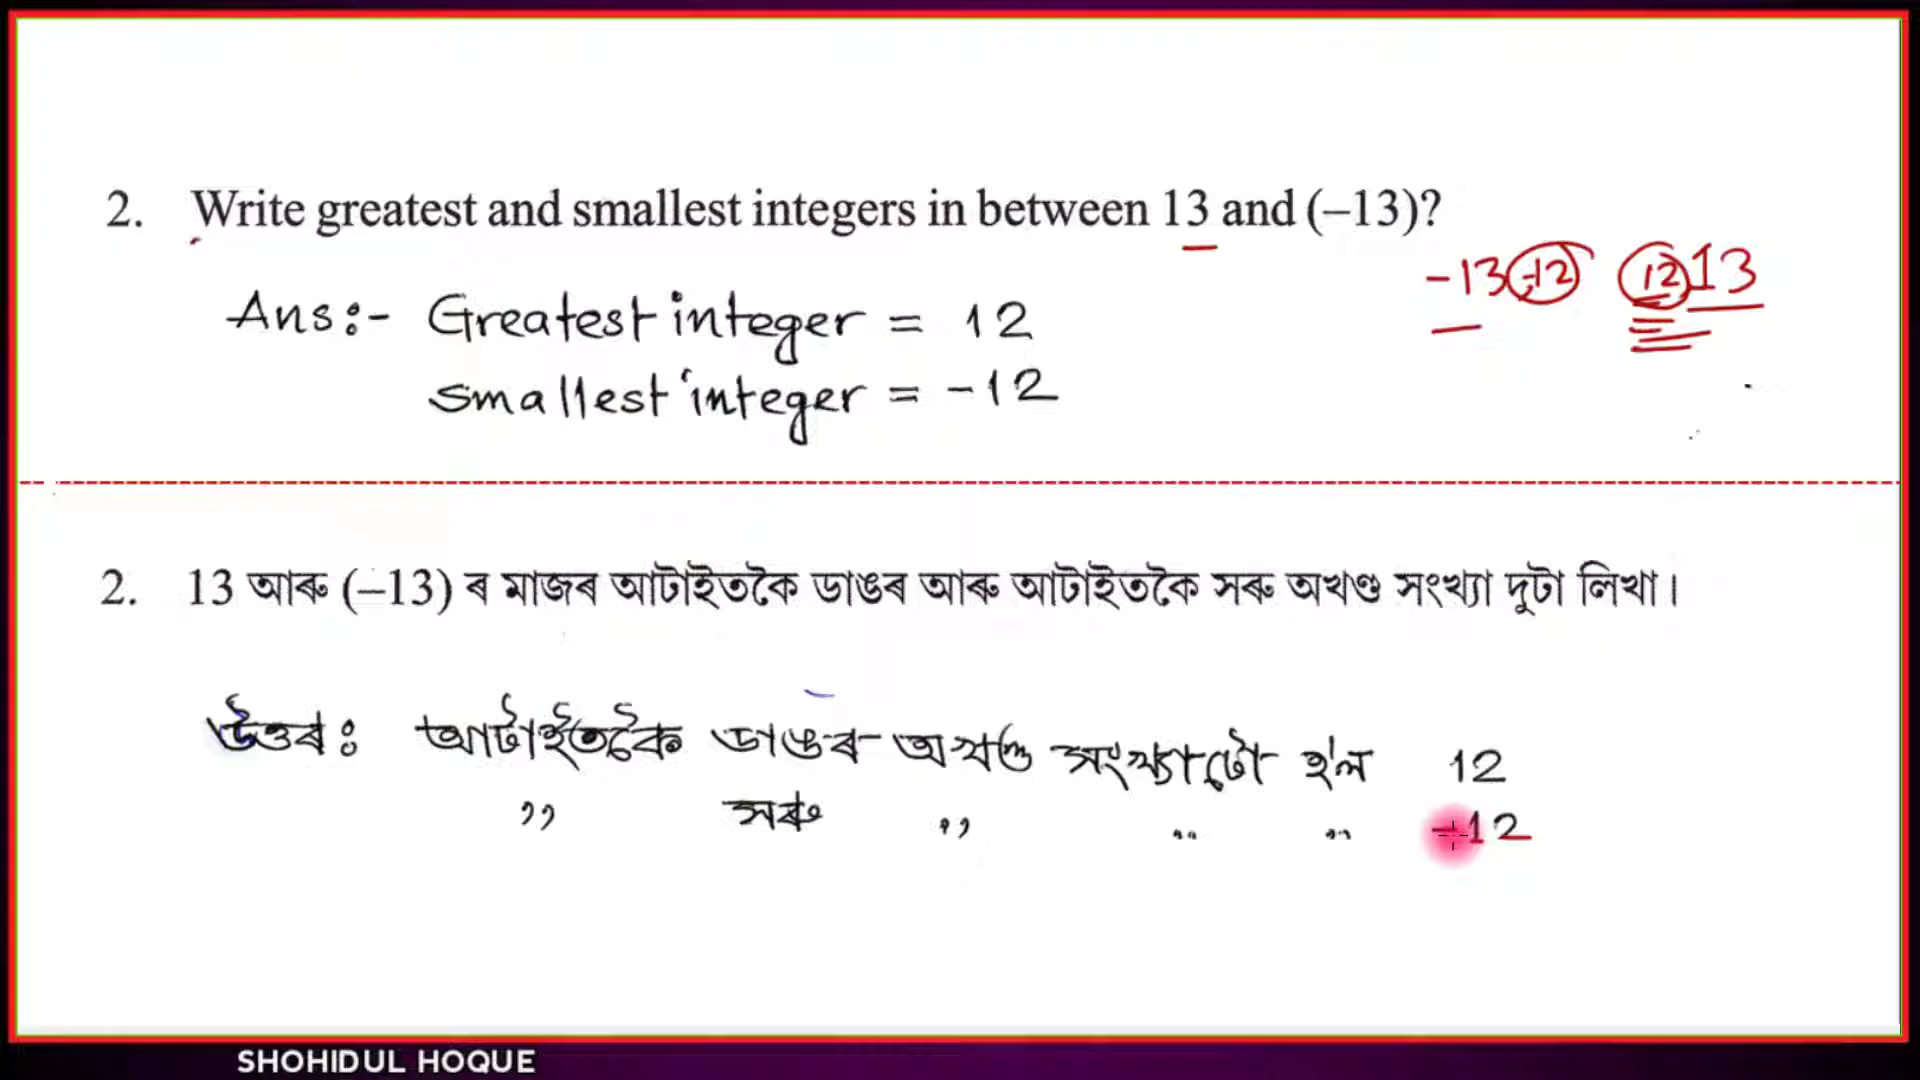 2. Write greatest and smallest integers in between 13 and (–13)?
-13 -12 12 13
Ans:- Greatest integer = 12
smallest integer = -12
2. 13 আৰু (–13) ৰ মাজৰ আটাইতকৈ ডাঙৰ আৰু আটাইতকৈ সৰু অখণ্ড সংখ্যা দুটা লিখা।
উত্তৰঃ আটাইতকৈ ডাঙৰ অখণ্ড সংখ্যাটো হ'ল 12
,, সৰু ,, ,, ,, -12
SHOHIDUL HOQUE